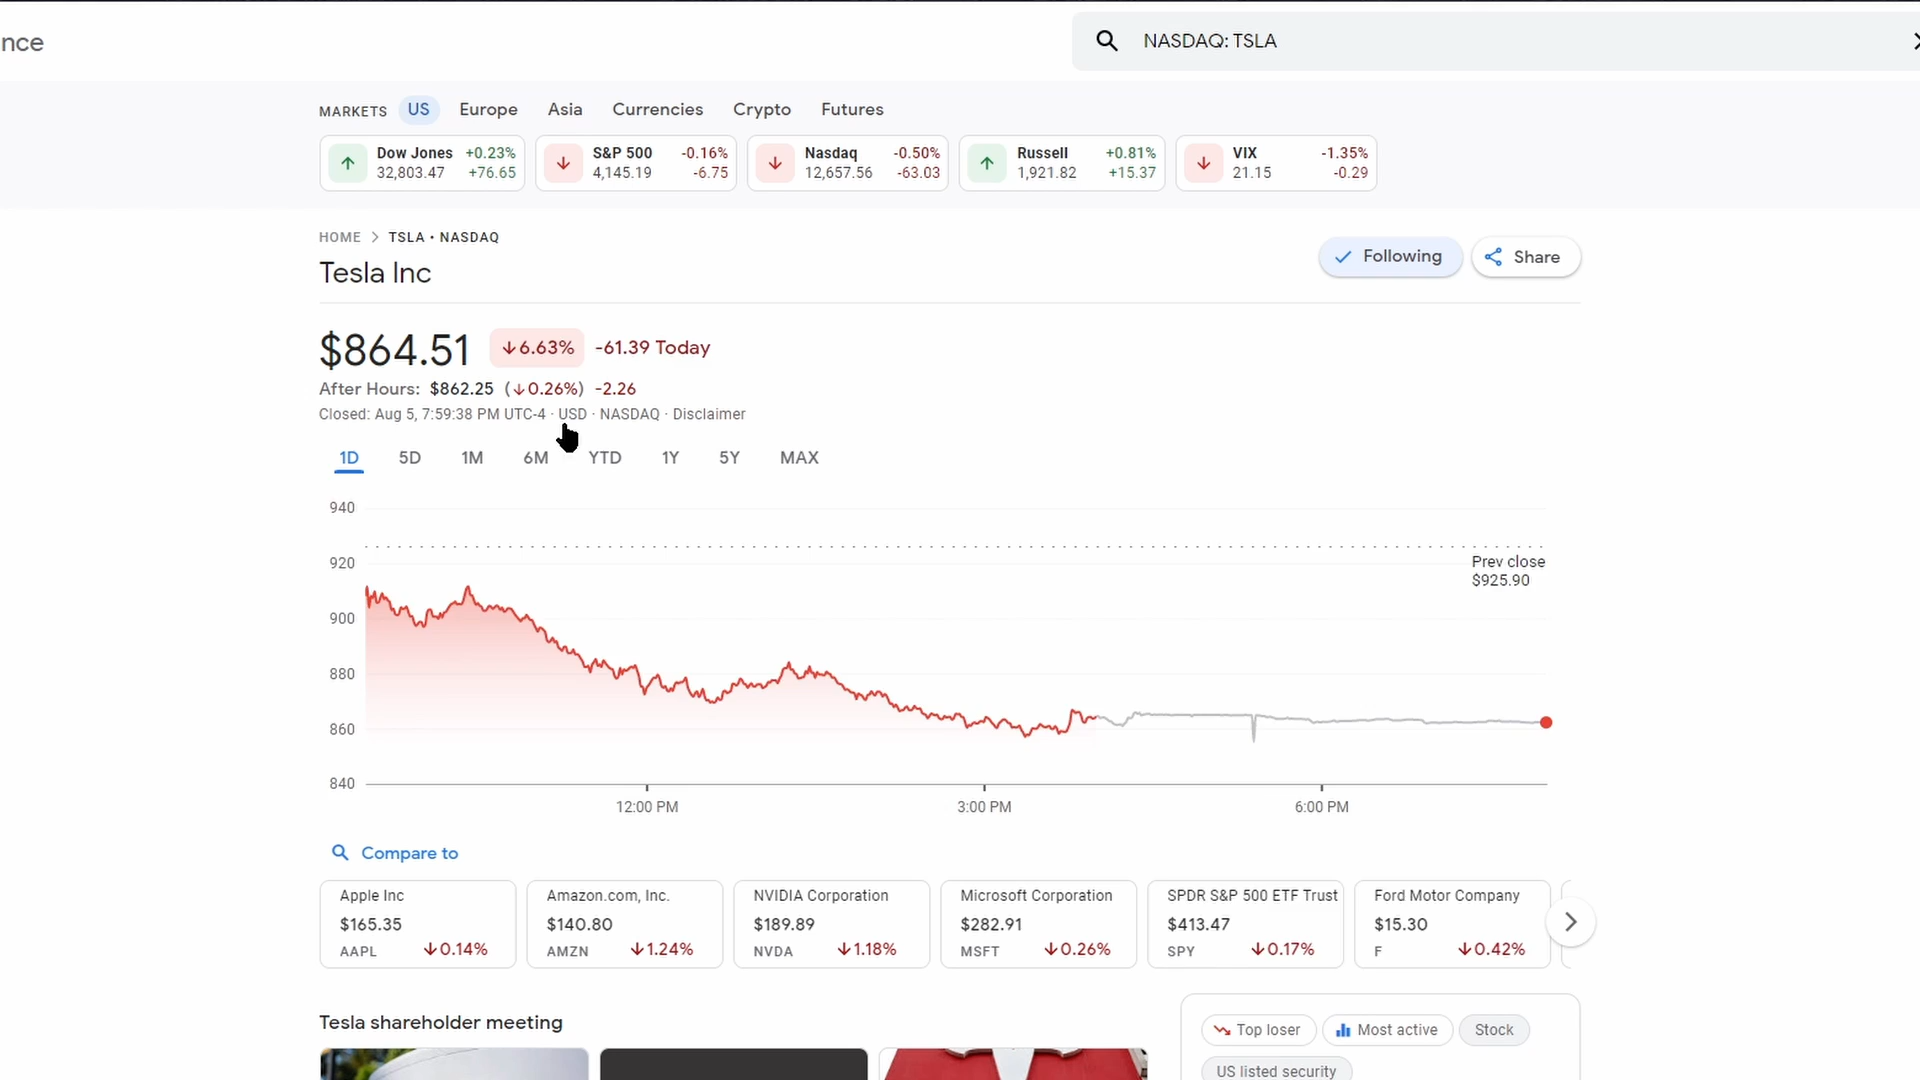 nce
NASDAQ: TSLA
MARKETS US Europe Asia Currencies Crypto Futures
Dow Jones +0.23%
32,803.47 +76.65
S&P 500 -0.16%
4,145.19 -6.75
Nasdaq -0.50%
12,657.56 -63.03
Russell +0.81%
1,921.82 +15.37
VIX -1.35%
21.15 -0.29
HOME > TSLA • NASDAQ
Tesla Inc
Following
Share
$864.51 ↓6.63% -61.39 Today
After Hours: $862.25 (↓0.26%) -2.26
Closed: Aug 5, 7:59:38 PM UTC-4 · USD · NASDAQ · Disclaimer
1D 5D 1M 6M YTD 1Y 5Y MAX
940
920
900
880
860
840
Prev close
$925.90
12:00 PM 3:00 PM 6:00 PM
Compare to
Apple Inc
$165.35
AAPL ↓0.14%
Amazon.com, Inc.
$140.80
AMZN ↓1.24%
NVIDIA Corporation
$189.89
NVDA ↓1.18%
Microsoft Corporation
$282.91
MSFT ↓0.26%
SPDR S&P 500 ETF Trust
$413.47
SPY ↓0.17%
Ford Motor Company
$15.30
F ↓0.42%
Tesla shareholder meeting
Top loser
Most active
Stock
US listed security